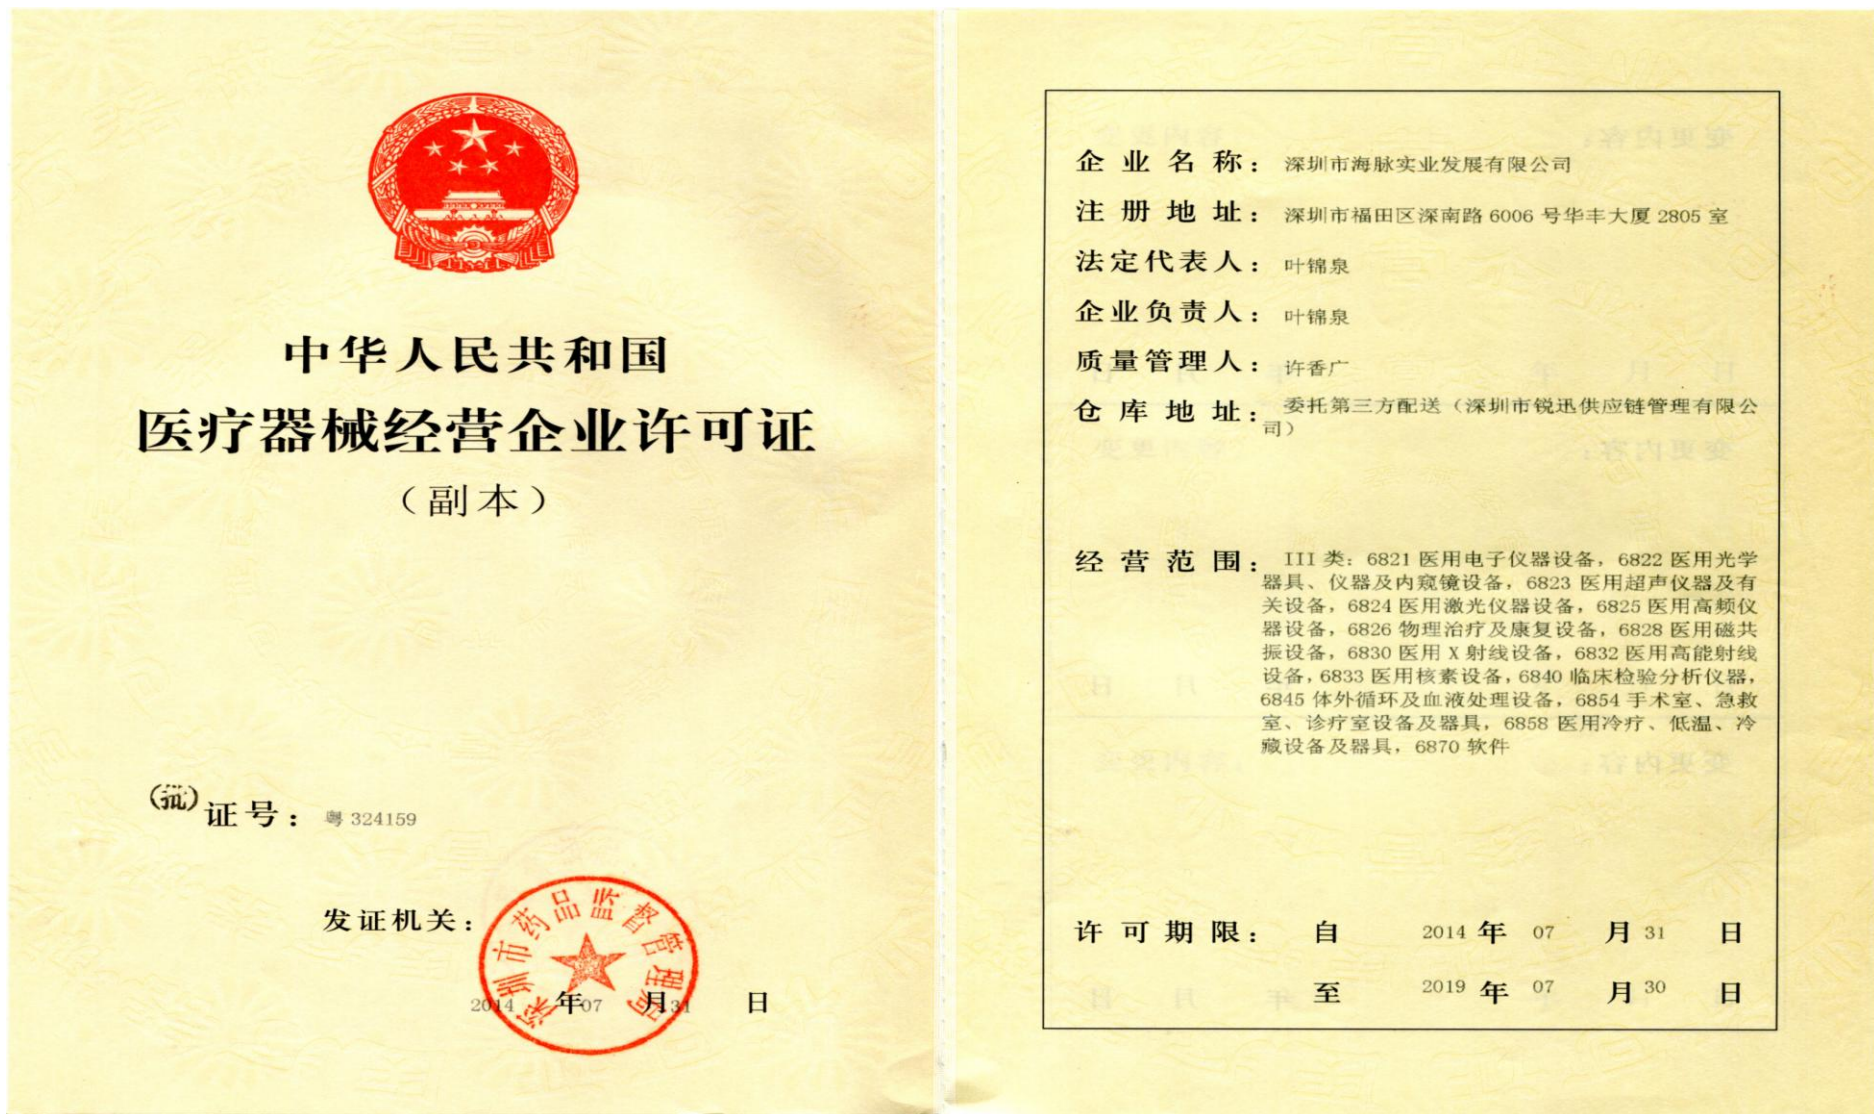 中华人民共和国
医疗器械经营企业许可证
（副本）
（批）证号：粤 324159
发证机关：
深圳市药品监督管理局
2014 年 07 月 31 日
企业名称：深圳市海脉实业发展有限公司
注册地址：深圳市福田区深南路 6006 号华丰大厦 2805 室
法定代表人：叶锦泉
企业负责人：叶锦泉
质量管理人：许香广
仓库地址：委托第三方配送（深圳市锐迅供应链管理有限公
司）
经营范围：III 类：6821 医用电子仪器设备，6822 医用光学
器具、仪器及内窥镜设备，6823 医用超声仪器及有
关设备，6824 医用激光仪器设备，6825 医用高频仪
器设备，6826 物理治疗及康复设备，6828 医用磁共
振设备，6830 医用 X 射线设备，6832 医用高能射线
设备，6833 医用核素设备，6840 临床检验分析仪器，
6845 体外循环及血液处理设备，6854 手术室、急救
室、诊疗室设备及器具，6858 医用冷疗、低温、冷
藏设备及器具，6870 软件
许可期限：自 2014 年 07 月 31 日
至 2019 年 07 月 30 日